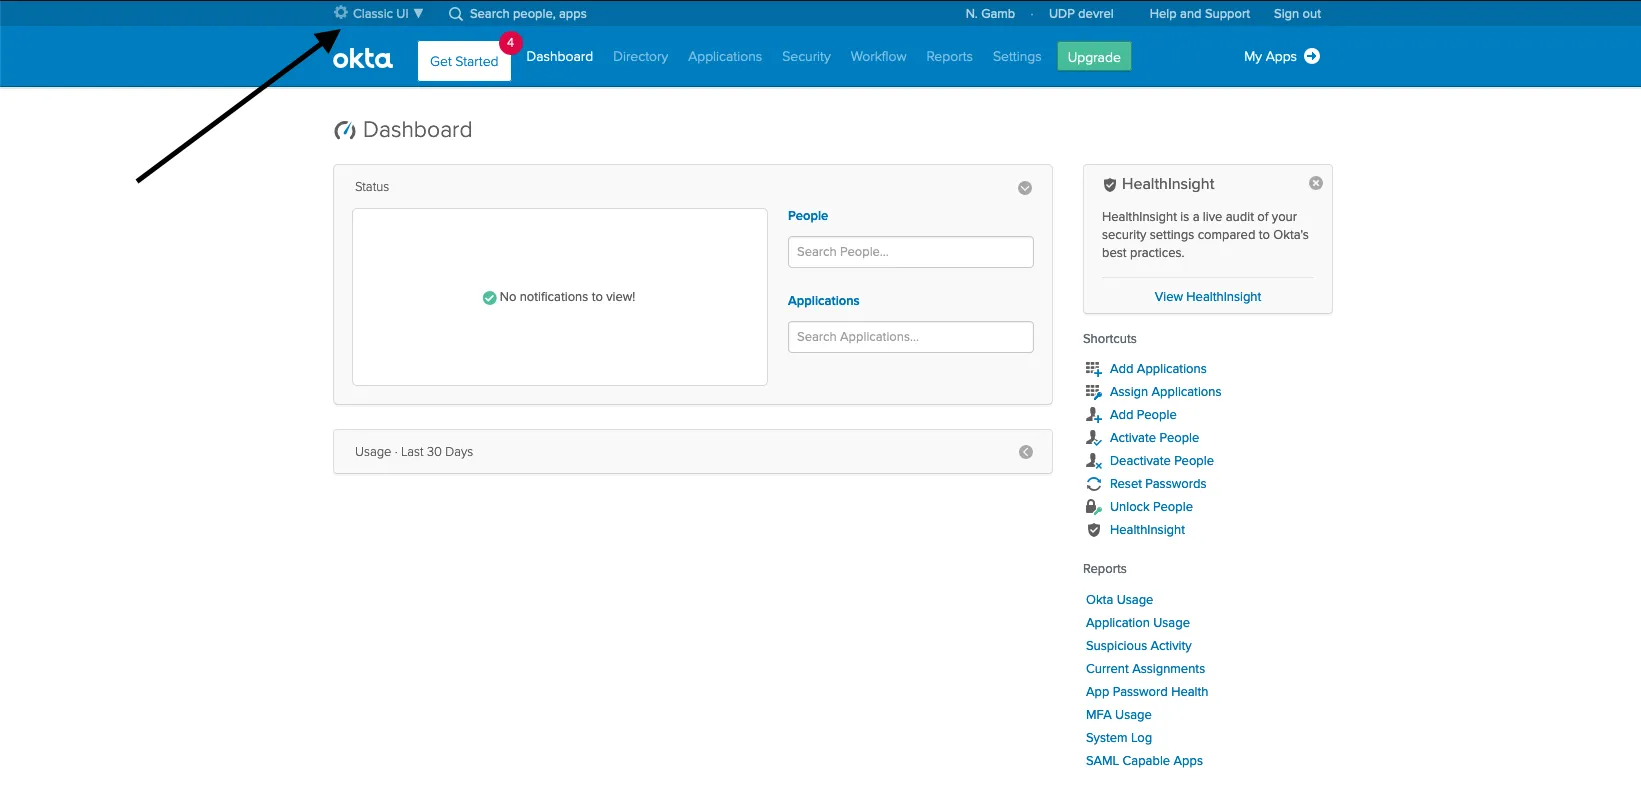 Classic UI ▼ Search people, apps N. Gamb · UDP devrel Help and Support Sign out
okta Get Started 4 Dashboard Directory Applications Security Workflow Reports Settings Upgrade My Apps
Dashboard
Status
No notifications to view!
People
Search People...
Applications
Search Applications...
Usage · Last 30 Days
HealthInsight
HealthInsight is a live audit of your
security settings compared to Okta's
best practices.
View HealthInsight
Shortcuts
Add Applications
Assign Applications
Add People
Activate People
Deactivate People
Reset Passwords
Unlock People
HealthInsight
Reports
Okta Usage
Application Usage
Suspicious Activity
Current Assignments
App Password Health
MFA Usage
System Log
SAML Capable Apps